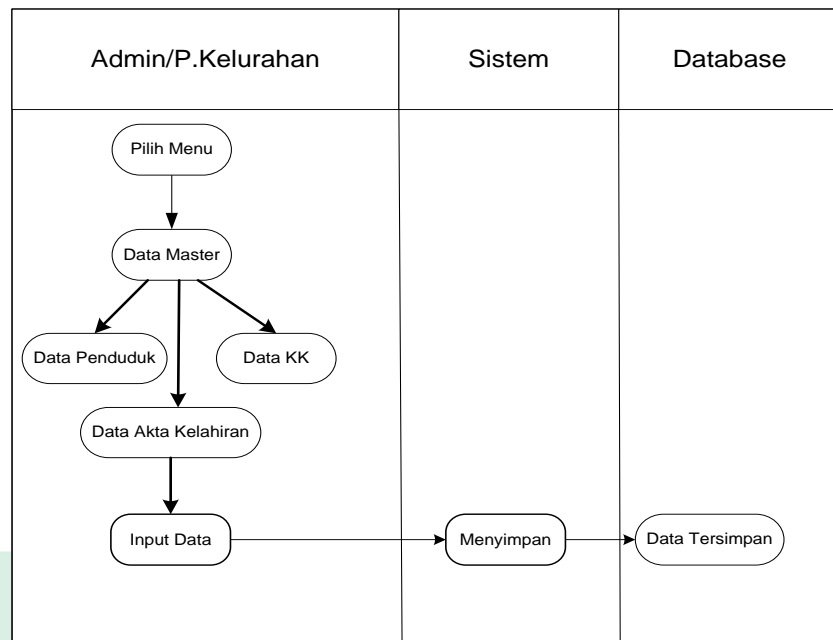 Admin/P.Kelurahan
Sistem
Database
Pilih Menu
Data Master
Data Penduduk
Data KK
Data Akta Kelahiran
Input Data
Menyimpan
Data Tersimpan